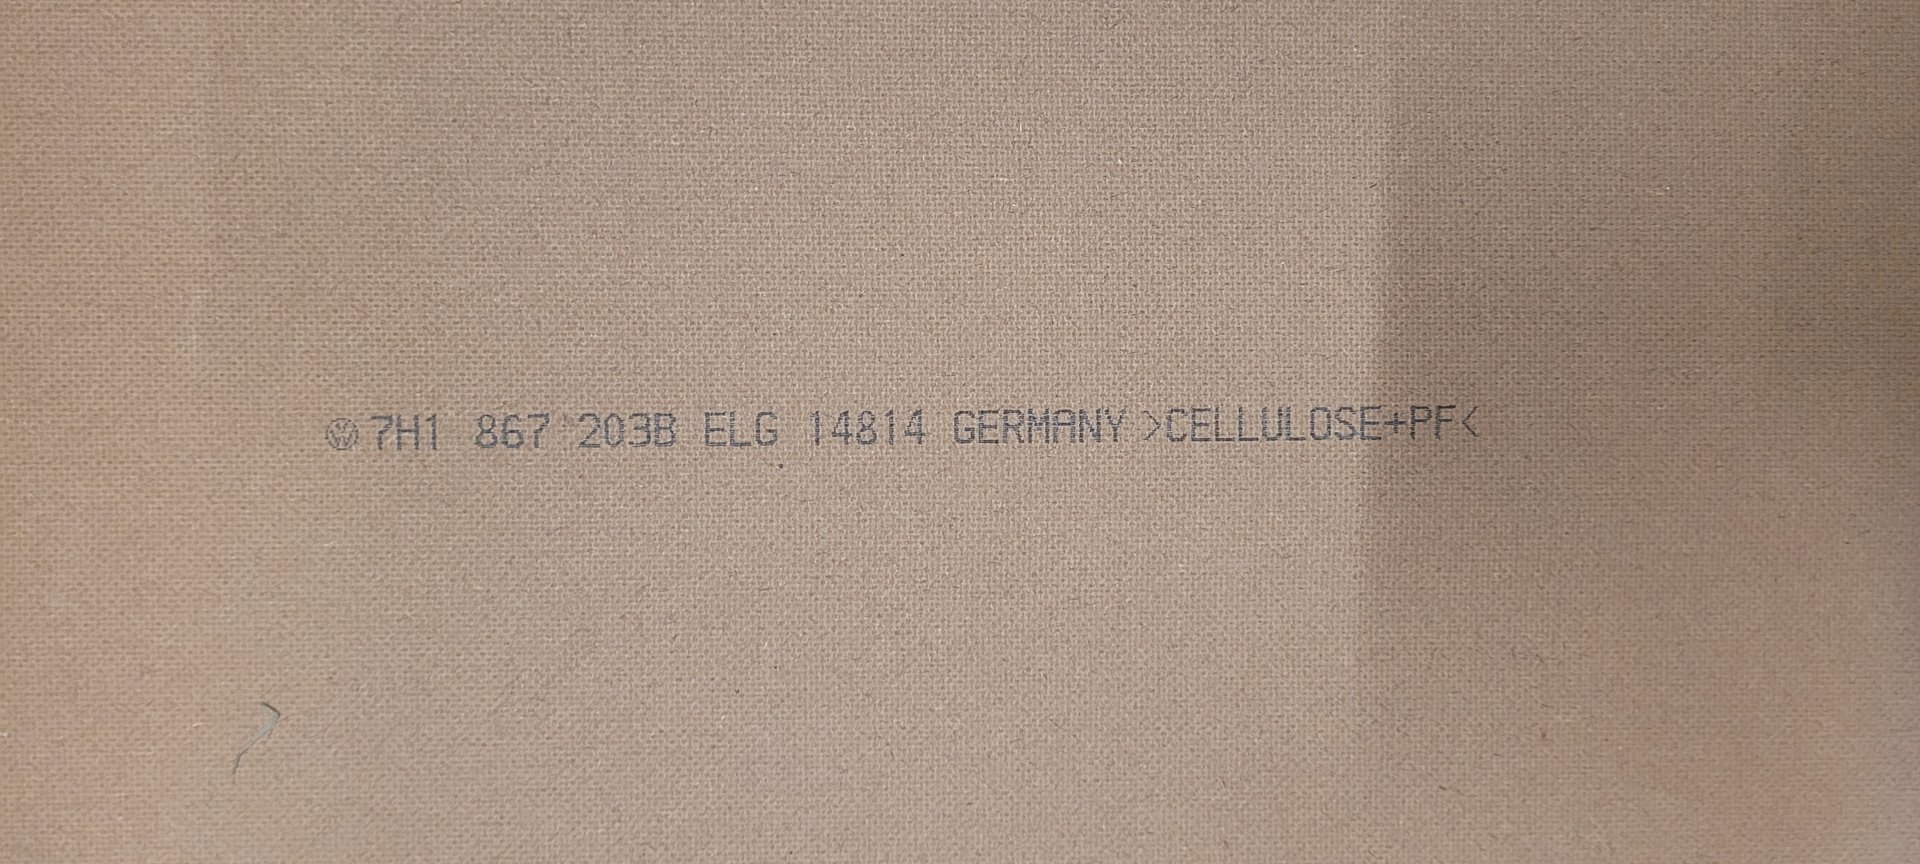 7H1 867 203B ELG 14814 GERMANY >CELLULOSE+PF<